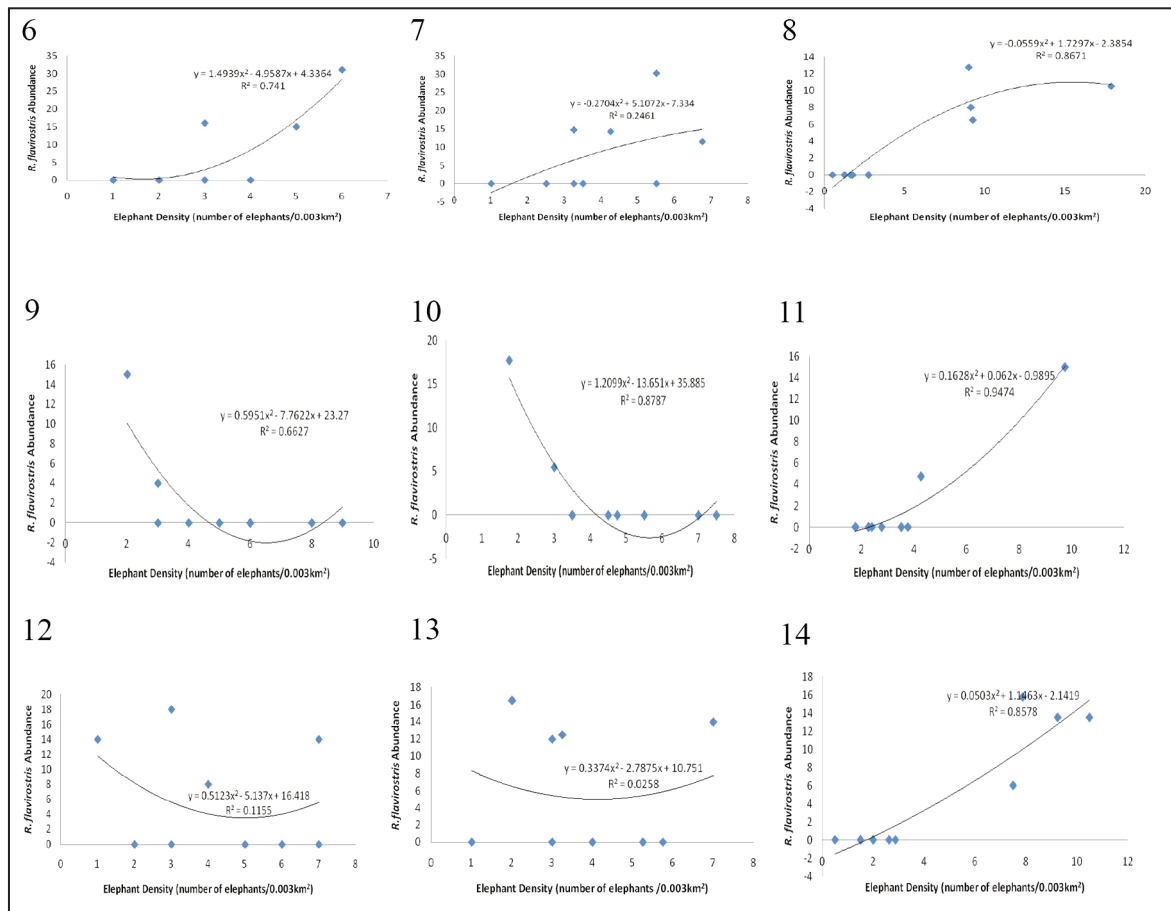 6
35
30
25
20
15
10
5
0
R. flavirostris Abundance
y = 1.4939x² - 4.9587x + 4.3364
R² = 0.741
0 1 2 3 4 5 6 7
Elephant Density (number of elephants/0.003km²)
7
35
30
25
20
15
10
5
0
-5
R. flavirostris Abundance
y = -0.2704x² + 5.1072x - 7.334
R² = 0.2461
0 1 2 3 4 5 6 7 8
Elephant Density (number of elephants/0.003km²)
8
14
12
10
8
6
4
2
0
-2
-4
R. flavirostris Abundance
y = -0.0559x² + 1.7297x - 2.3854
R² = 0.8671
0 5 10 15 20
Elephant Density (number of elephants/0.003km²)
9
16
14
12
10
8
6
4
2
0
-2
-4
R. flavirostris Abundance
y = 0.5951x² - 7.7622x + 23.27
R² = 0.6627
0 2 4 6 8 10
Elephant Density (number of elephants/0.003km²)
10
20
15
10
5
0
-5
R. flavirostris Abundance
y = 1.2099x² - 13.651x + 35.885
R² = 0.8787
0 1 2 3 4 5 6 7 8
Elephant Density (number of elephants/0.003km²)
11
16
14
12
10
8
6
4
2
0
-2
R. flavirostris Abundance
y = 0.1628x² + 0.062x - 0.9895
R² = 0.9474
0 2 4 6 8 10 12
Elephant Density (number of elephants/0.003km²)
12
20
18
16
14
12
10
8
6
4
2
0
R. flavirostris Abundance
y = 0.5123x² - 5.137x + 16.418
R² = 0.1155
0 1 2 3 4 5 6 7 8
Elephant Density (number of elephants/0.003km²)
13
18
16
14
12
10
8
6
4
2
0
R. flavirostris Abundance
y = 0.3374x² - 2.7875x + 10.751
R² = 0.0258
0 1 2 3 4 5 6 7 8
Elephant Density (number of elephants /0.003km²)
14
18
16
14
12
10
8
6
4
2
0
-2
-4
R. flavirostris Abundance
y = 0.0503x² + 1.1463x - 2.1419
R² = 0.8578
0 2 4 6 8 10 12
Elephant Density (number of elephants/0.003km²)